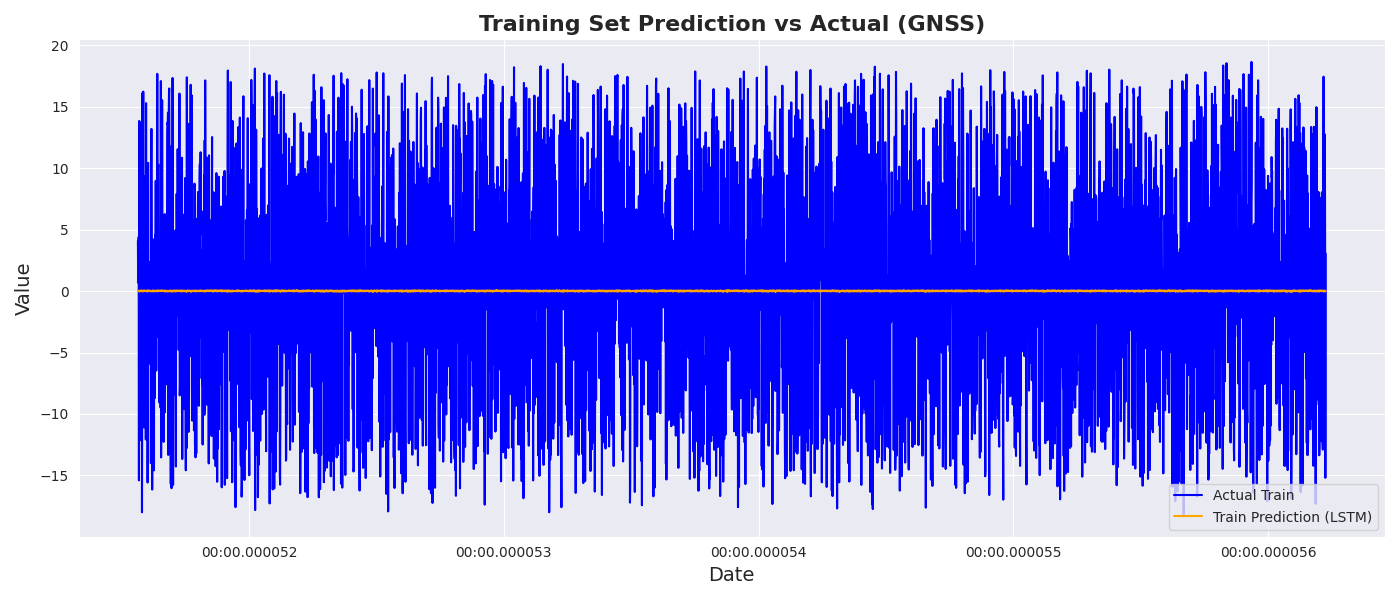 Training Set Prediction vs Actual (GNSS)
20
15
10
5
0
−5
−10
−15
Value
00:00.000052
00:00.000053
00:00.000054
00:00.000055
00:00.000056
Date
Actual Train
Train Prediction (LSTM)